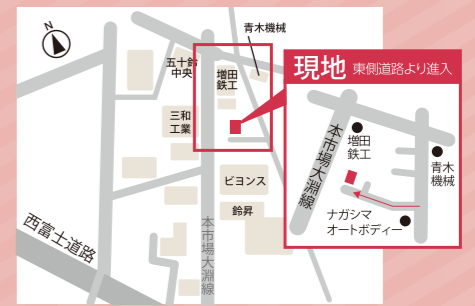 N
青木機械
五十鈴
中央
増田
鉄工
三和
工業
ビヨンス
鈴昇
西富士道路
本市場大淵線
現地 東側道路より進入
増田
鉄工
本市場大淵線
青木
機械
ナガシマ
オートボディー